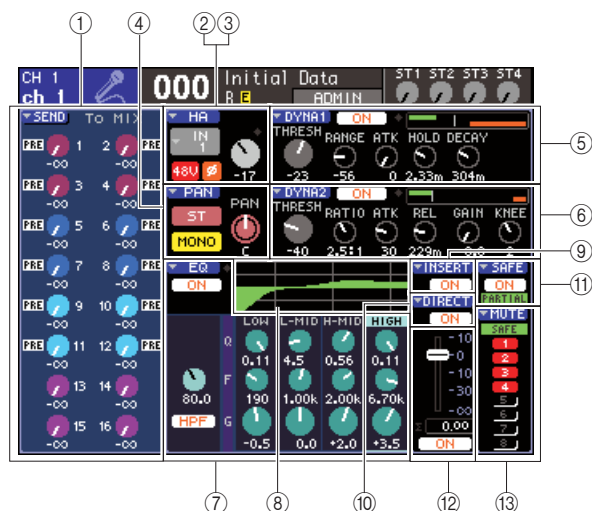 ② ③
① ④
CH 1
ch 1
000
Initial Data
R E ADMIN
ST1 ST2 ST3 ST4
SEND TO MIX
PRE 1 2 PRE
-∞ -∞
PRE 3 4 PRE
-∞ -∞
PRE 5 6 PRE
-∞ -∞
PRE 7 8 PRE
-∞ -∞
PRE 9 10 PRE
-∞ -∞
PRE 11 12 PRE
-∞ -∞
13 14
-∞ -∞
15 16
-∞ -∞
HA
IN
1
48V Ø
-17
DYNA1 ON
THRESH RANGE ATK HOLD DECAY
-23 -56 0 2.33m 304m
⑤
PAN
ST
MONO
PAN
C
DYNA2 ON
THRESH RATIO ATK REL GAIN KNEE
-40 2.5:1 30 229m 2
⑥
⑨
⑪
EQ
ON
LOW L-MID H-MID HIGH
Q
0.11 4.5 0.56 0.11
F
80.0
190 1.00k 2.00k 6.70k
HPF
G
-0.5 0.0 +2.0 +3.5
INSERT
ON
DIRECT
ON
-10
-0
-10
-30
-∞
Σ 0.00
ON
SAFE
ON
PARTIAL
MUTE
SAFE
1
2
3
4
5
6
7
8
⑦ ⑧ ⑩ ⑫ ⑬